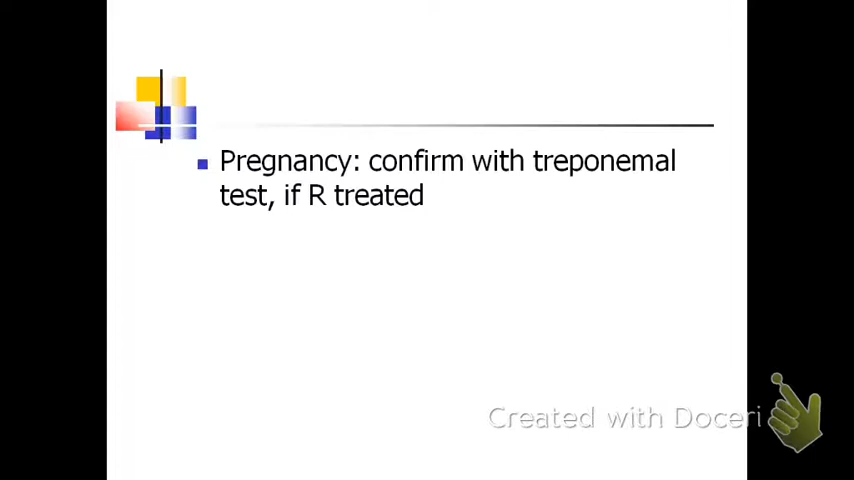 Pregnancy: confirm with treponemal
test, if R treated
Created with Doceri